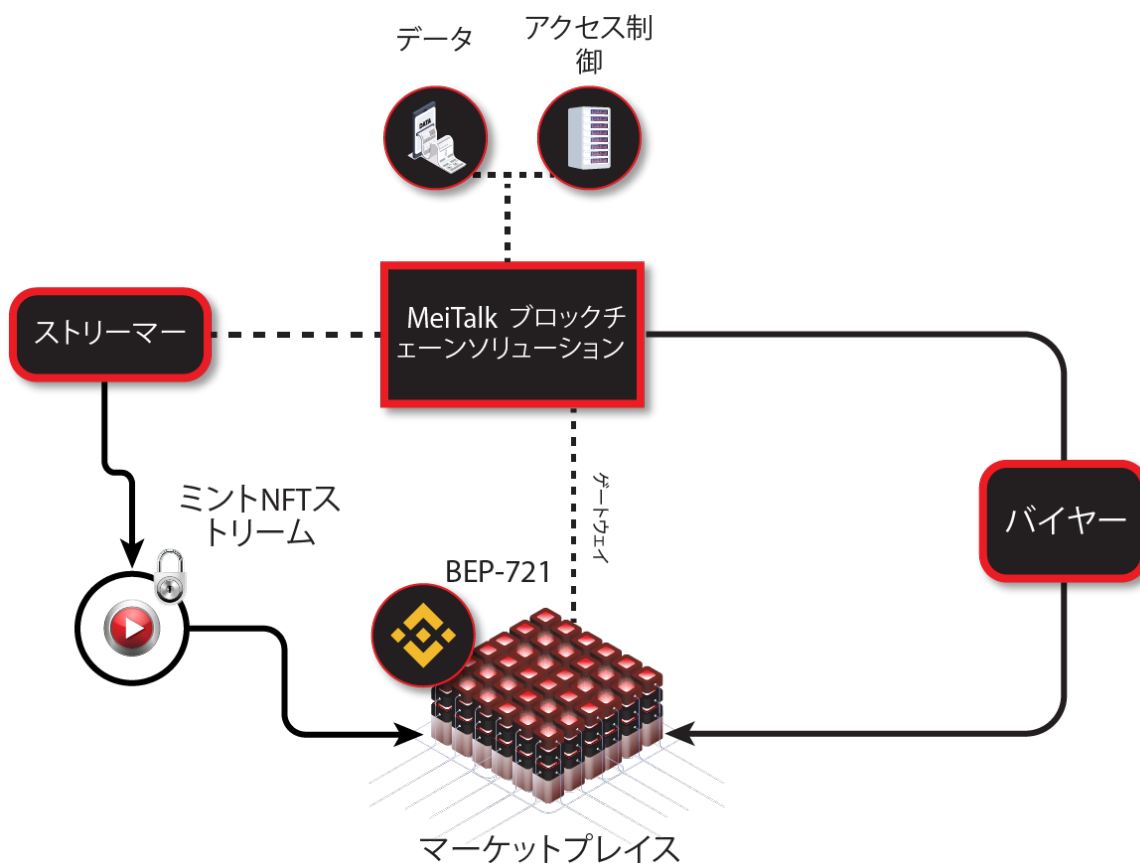 データ
アクセス制
御
DATA
ストリーマー
MeiTalk ブロックチ
ェーンソリューション
ゲートウェイ
バイヤー
ミントNFTス
トリーム
BEP-721
マーケットプレイス